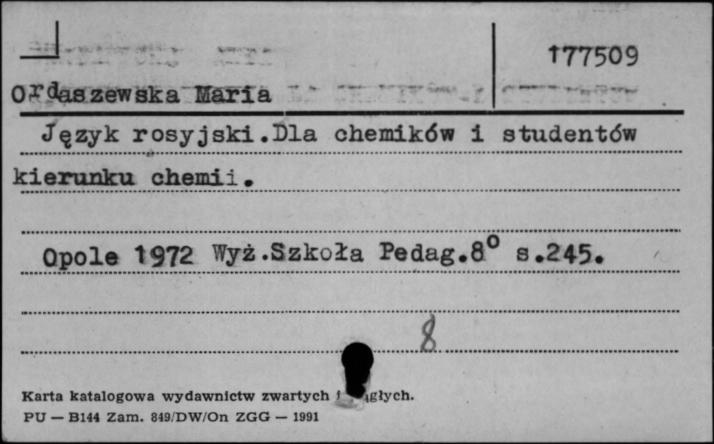 177509
Ordaszewska Maria
Język rosyjski.Dla chemików i studentów
kierunku chemii.
Opole 1972 Wyż.Szkoła Pedag.8° s.245.
8
Karta katalogowa wydawnictw zwartych i
PU — B144 Zam. 849/DW/On ZGG — 1991